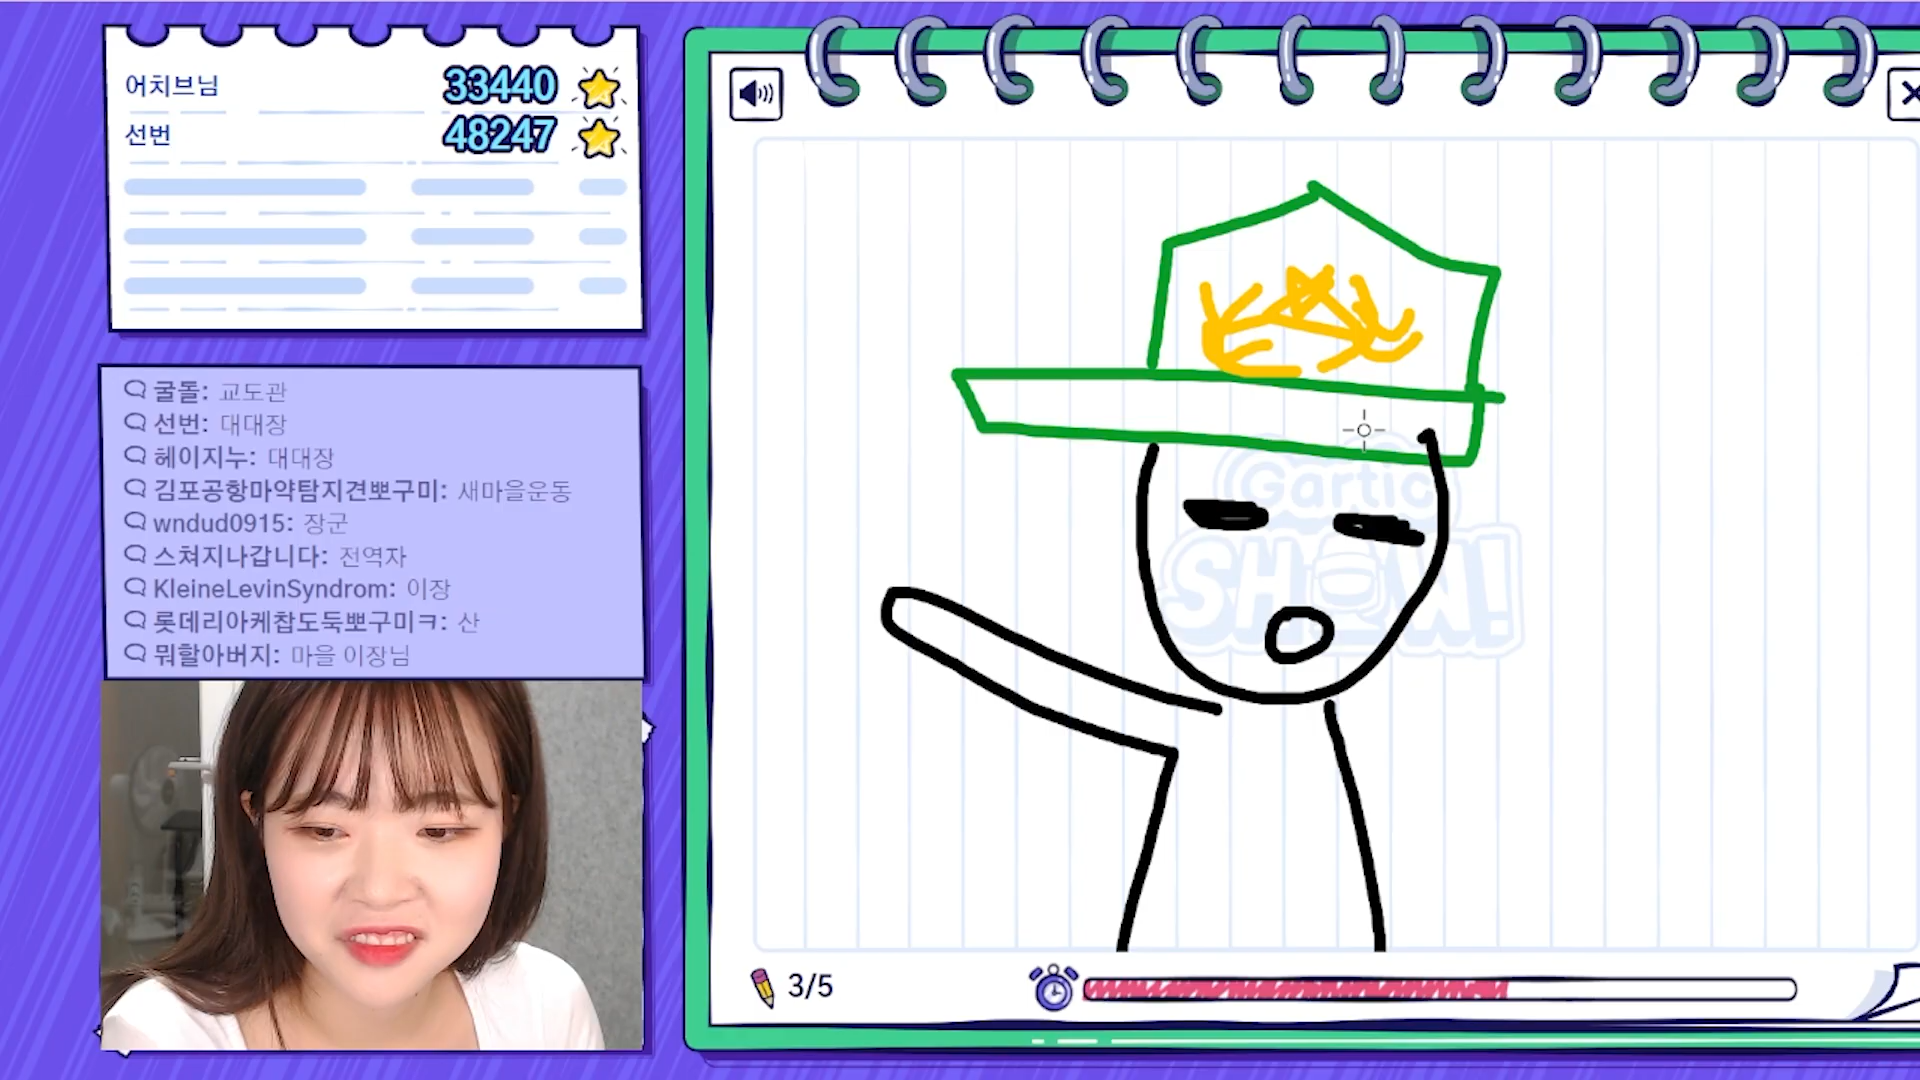 어치브님 33440
선번 48247
굴돌: 교도관
선번: 대대장
헤이지누: 대대장
김포공항마약탐지견뽀구미: 새마을운동
wndud0915: 장군
스쳐지나갑니다: 전역자
KleineLevinSyndrom: 이장
롯데리아케찹도둑뽀구미ㅋ: 산
뭐할아버지: 마을 이장님
Gartic
SHOW!
3/5